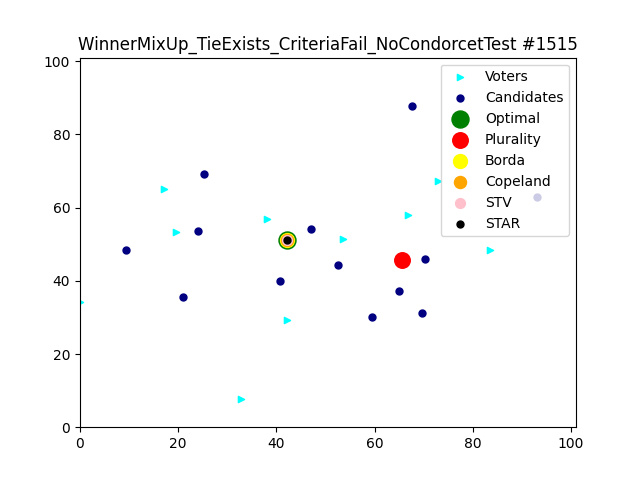 WinnerMixUp_TieExists_CriteriaFail_NoCondorcetTest #1515
100
80
60
40
20
0
0 20 40 60 80 100
Voters
Candidates
Optimal
Plurality
Borda
Copeland
STV
STAR